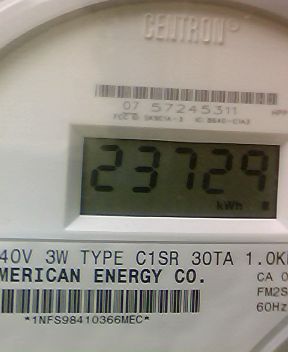 CENTRON®
07 57245311
23729
kWh
40V 3W TYPE C1SR 30TA 1.0K
MERICAN ENERGY CO.
CA 0
FM2S
60Hz
*1NFS98410366MEC*